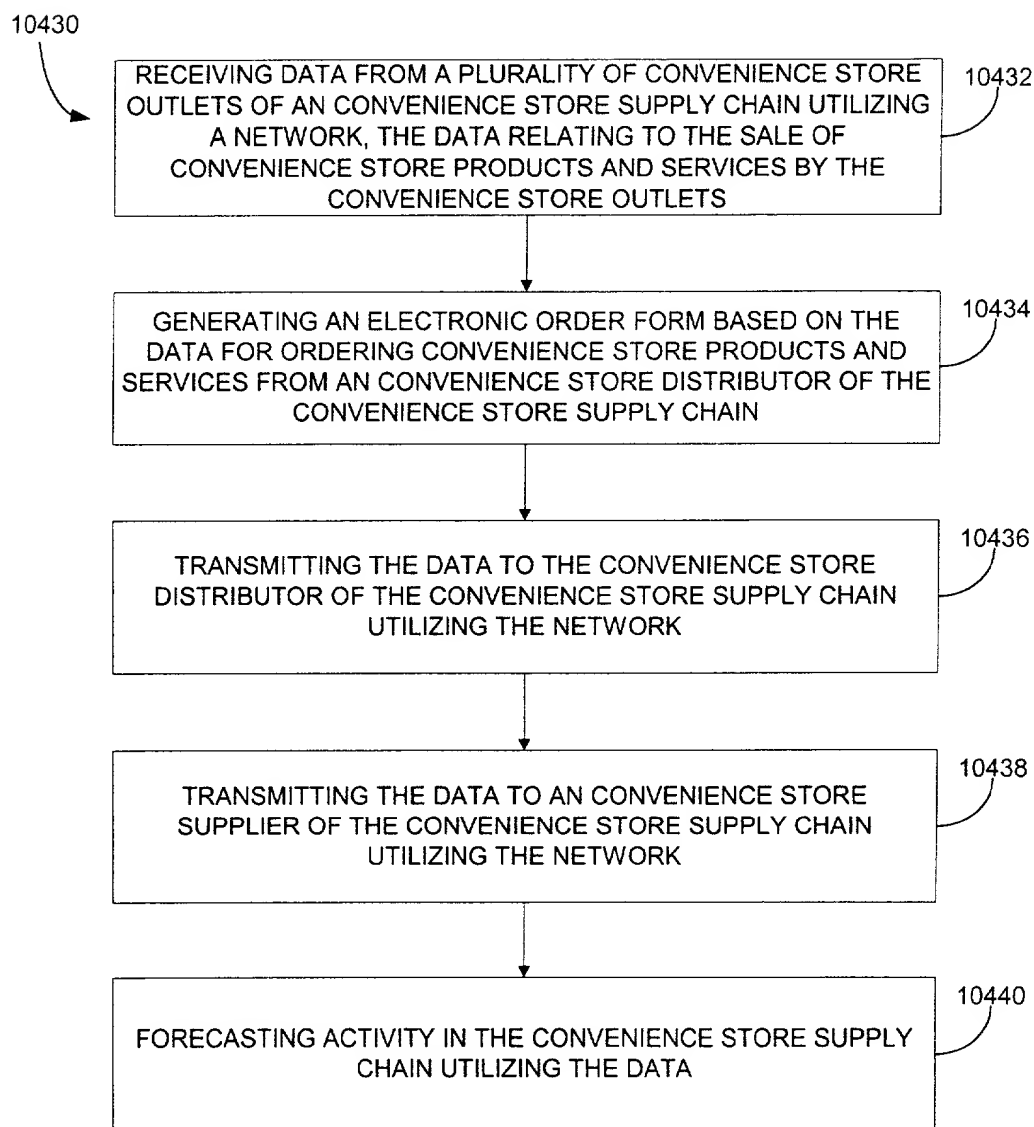 10430
RECEIVING DATA FROM A PLURALITY OF CONVENIENCE STORE
OUTLETS OF AN CONVENIENCE STORE SUPPLY CHAIN UTILIZING
A NETWORK, THE DATA RELATING TO THE SALE OF
CONVENIENCE STORE PRODUCTS AND SERVICES BY THE
CONVENIENCE STORE OUTLETS
10432
GENERATING AN ELECTRONIC ORDER FORM BASED ON THE
DATA FOR ORDERING CONVENIENCE STORE PRODUCTS AND
SERVICES FROM AN CONVENIENCE STORE DISTRIBUTOR OF THE
CONVENIENCE STORE SUPPLY CHAIN
10434
TRANSMITTING THE DATA TO THE CONVENIENCE STORE
DISTRIBUTOR OF THE CONVENIENCE STORE SUPPLY CHAIN
UTILIZING THE NETWORK
10436
TRANSMITTING THE DATA TO AN CONVENIENCE STORE
SUPPLIER OF THE CONVENIENCE STORE SUPPLY CHAIN
UTILIZING THE NETWORK
10438
FORECASTING ACTIVITY IN THE CONVENIENCE STORE SUPPLY
CHAIN UTILIZING THE DATA
10440